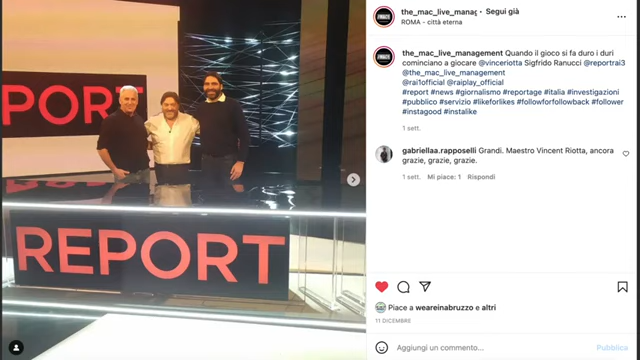 PORT
REPORT
the_mac_live_manag • Segui già
ROMA - città eterna
the_mac_live_management Quando il gioco si fa duro i duri
cominciano a giocare @vinceriotta Sigfrido Ranucci @reportrai3
@the_mac_live_management
@rai1official @raiplay_official
#report #news #giornalismo #reportage #italia #investigazioni
#pubblico #servizio #likeforlikes #followforfollowback #follower
#instagood #instalike
1 sett.
gabriellaa.rapposelli Grandi. Maestro Vincent Riotta, ancora
grazie, grazie, grazie.
1 sett. Mi piace: 1 Rispondi
Piace a weareinabruzzo e altri
11 DICEMBRE
Aggiungi un commento... Pubblica